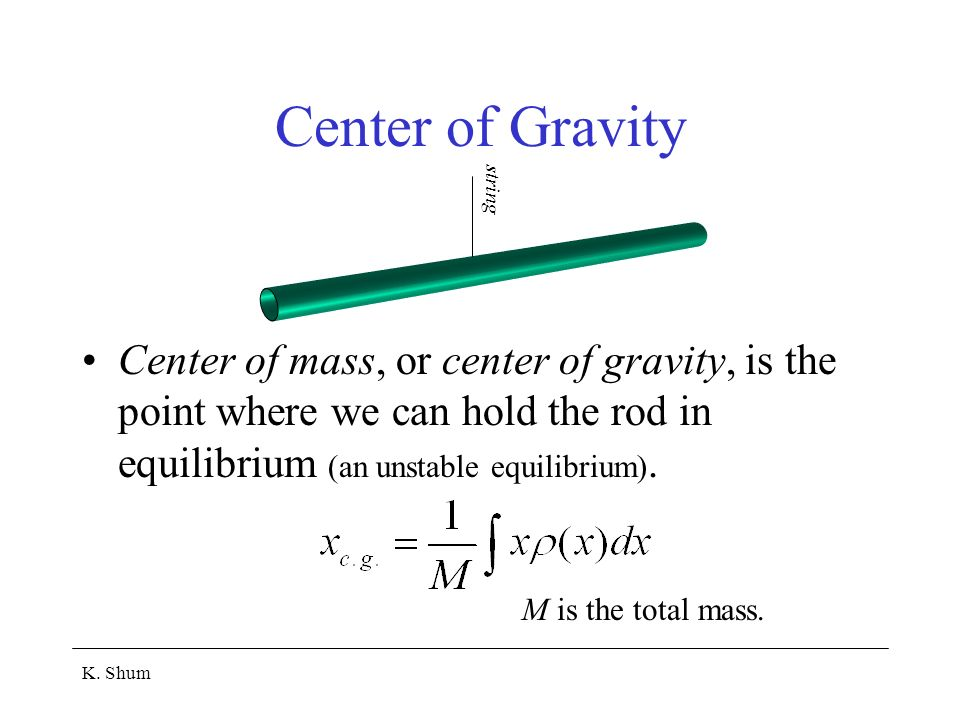 Center of Gravity
string
• Center of mass, or center of gravity, is the
point where we can hold the rod in
equilibrium (an unstable equilibrium).
x_{c.g.} = \frac{1}{M} \int xρ(x)dx
M is the total mass.
K. Shum